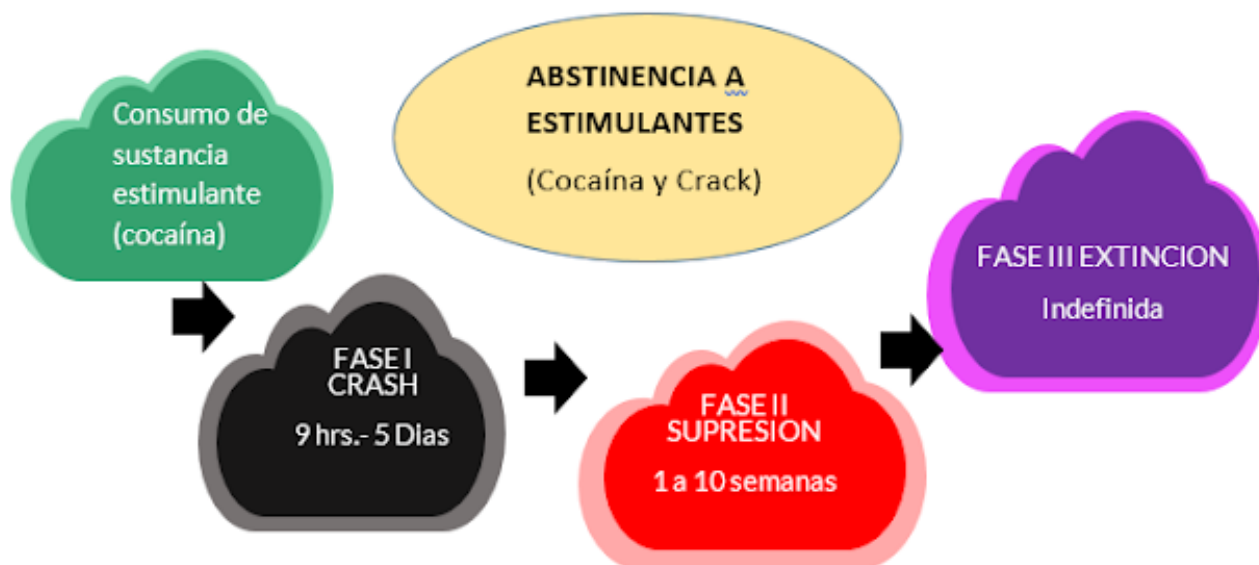 Consumo de
sustancia
estimulante
(cocaína)
ABSTINENCIA A
ESTIMULANTES
(Cocaína y Crack)
FASE I
CRASH
9 hrs.- 5 Dias
FASE II
SUPRESION
1 a 10 semanas
FASE III EXTINCION
Indefinida